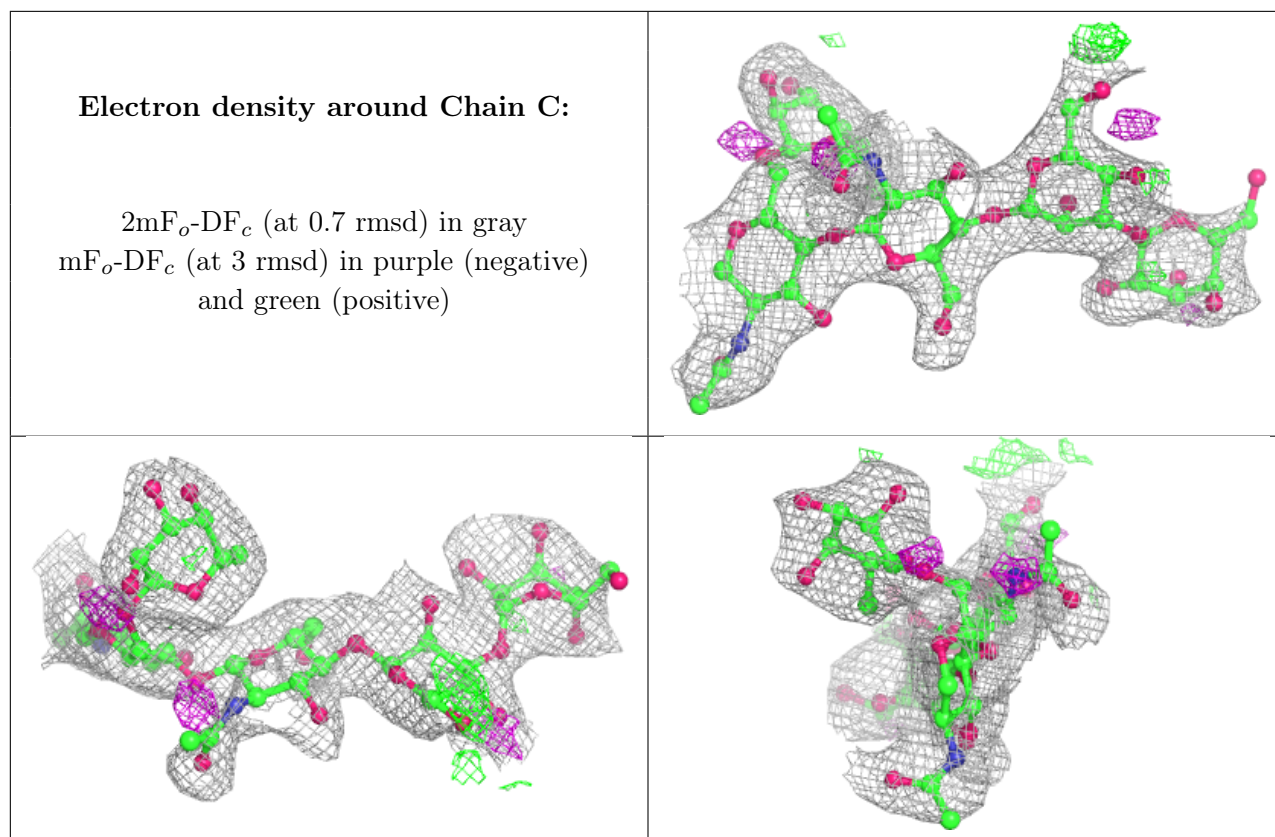 Electron density around Chain C:
2mFₒ-DF𝒸 (at 0.7 rmsd) in gray
mFₒ-DF𝒸 (at 3 rmsd) in purple (negative)
and green (positive)